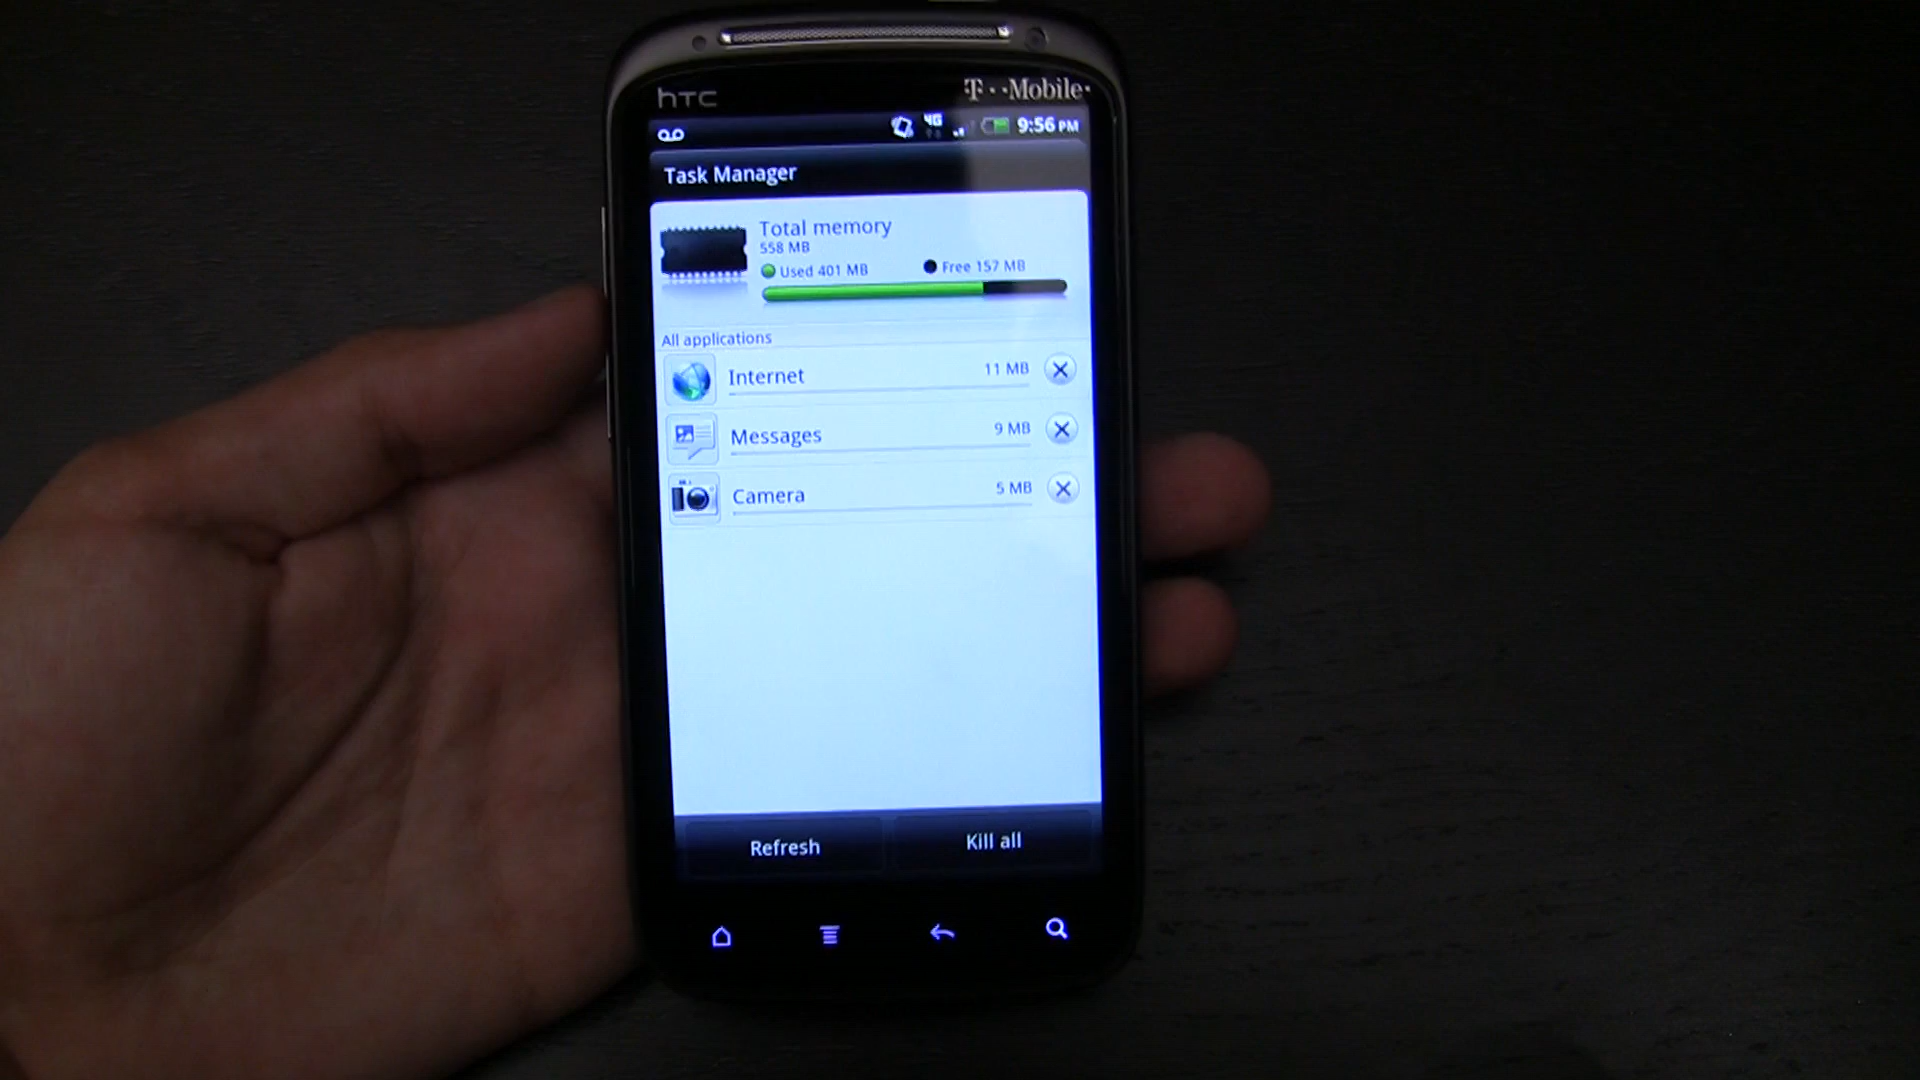 hTC
T··Mobile·
4G
9:56 PM
Task Manager
Total memory
558 MB
Used 401 MB
Free 157 MB
All applications
Internet
11 MB
Messages
9 MB
Camera
5 MB
Refresh
Kill all